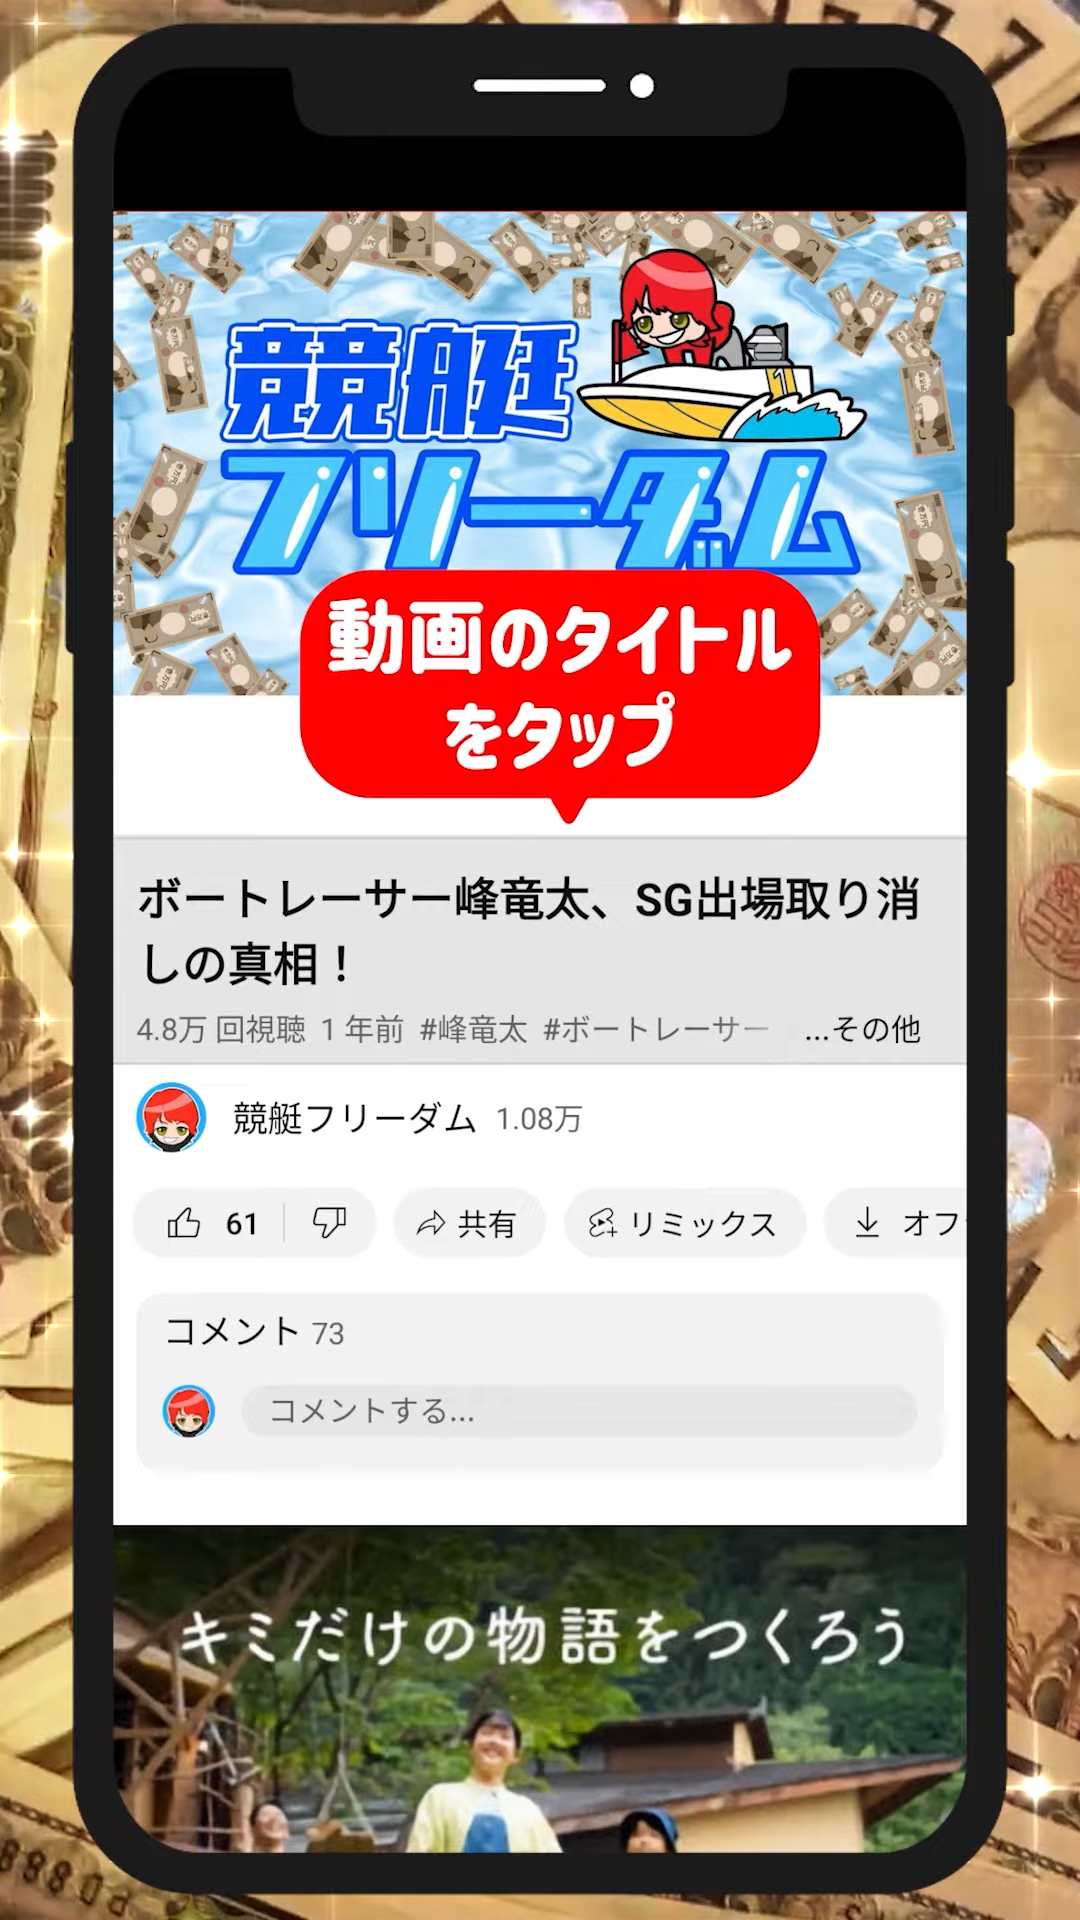 競艇
フリーダム
動画のタイトル
をタップ
ボートレーサー峰竜太、SG出場取り消
しの真相！
4.8万 回視聴 1 年前 #峰竜太 #ボートレーサー ...その他
競艇フリーダム 1.08万
61 共有 リミックス オフ
コメント 73
コメントする...
キミだけの物語をつくろう